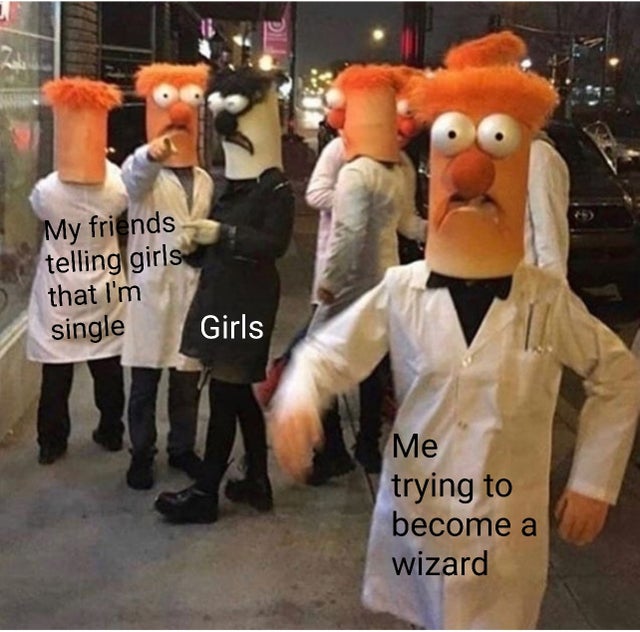 My friends
telling girls
that I'm
single
Girls
Me
trying to
become a
wizard